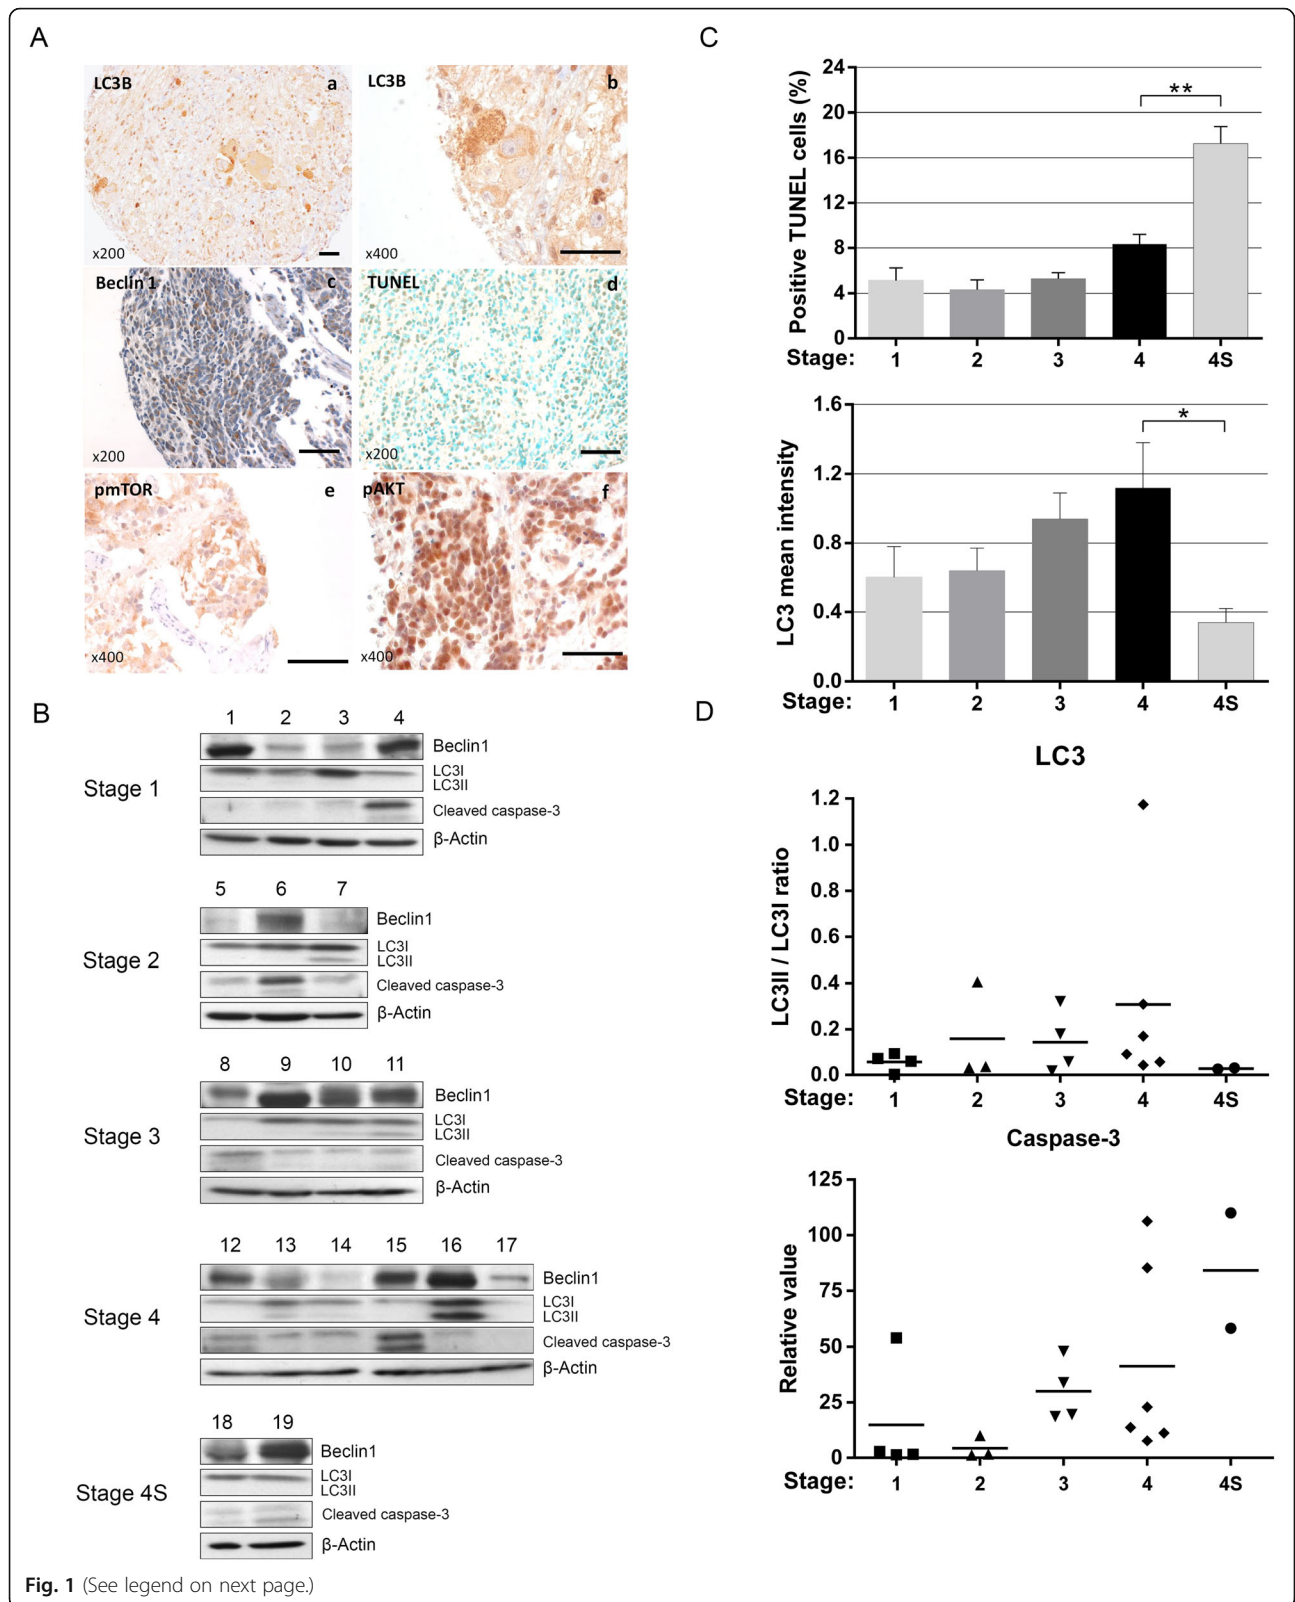 A
LC3B a
x200
LC3B b
x400
Beclin 1 c
x200
TUNEL d
x200
pmTOR e
x400
pAKT f
x400
B
1 2 3 4
Stage 1
Beclin1
LC3I
LC3II
Cleaved caspase-3
β-Actin
5 6 7
Stage 2
Beclin1
LC3I
LC3II
Cleaved caspase-3
β-Actin
8 9 10 11
Stage 3
Beclin1
LC3I
LC3II
Cleaved caspase-3
β-Actin
12 13 14 15 16 17
Stage 4
Beclin1
LC3I
LC3II
Cleaved caspase-3
β-Actin
18 19
Stage 4S
Beclin1
LC3I
LC3II
Cleaved caspase-3
β-Actin
C
Positive TUNEL cells (%)
24
20
16
12
8
4
0
**
Stage: 1 2 3 4 4S
LC3 mean intensity
1.6
1.2
0.8
0.4
0.0
*
Stage: 1 2 3 4 4S
D
LC3
LC3II / LC3I ratio
1.2
1.0
0.8
0.6
0.4
0.2
0.0
Stage: 1 2 3 4 4S
Caspase-3
Relative value
125
100
75
50
25
0
Stage: 1 2 3 4 4S
Fig. 1 (See legend on next page.)